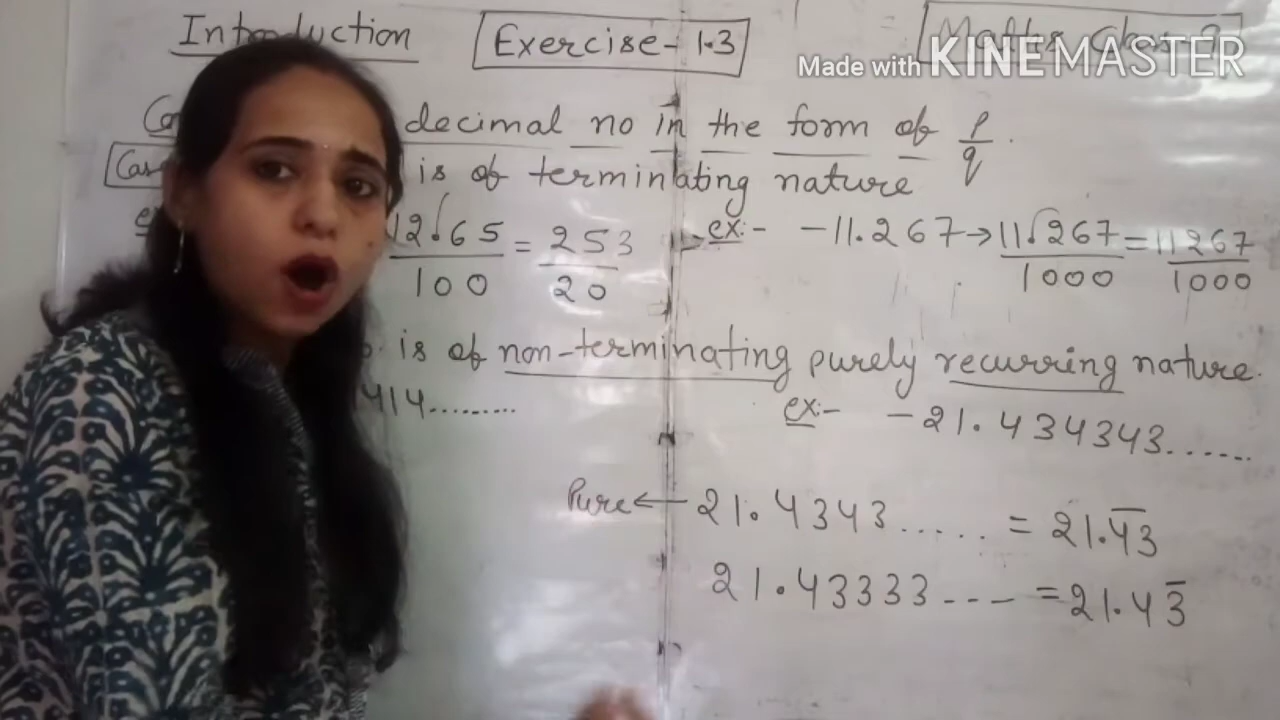 Introduction Exercise-1.3
Made with KINEMASTER
decimal no in the form of p/q.
is of terminating nature
12.65/100 = 253/20 ex:- -11.267→11.267/1000=11267/1000
is of non-terminating purely recurring nature.
414.........
ex:- -21.434343......
Pure← 21.4343..... = 21.4̅3̅
21.43333--- =21.43̅